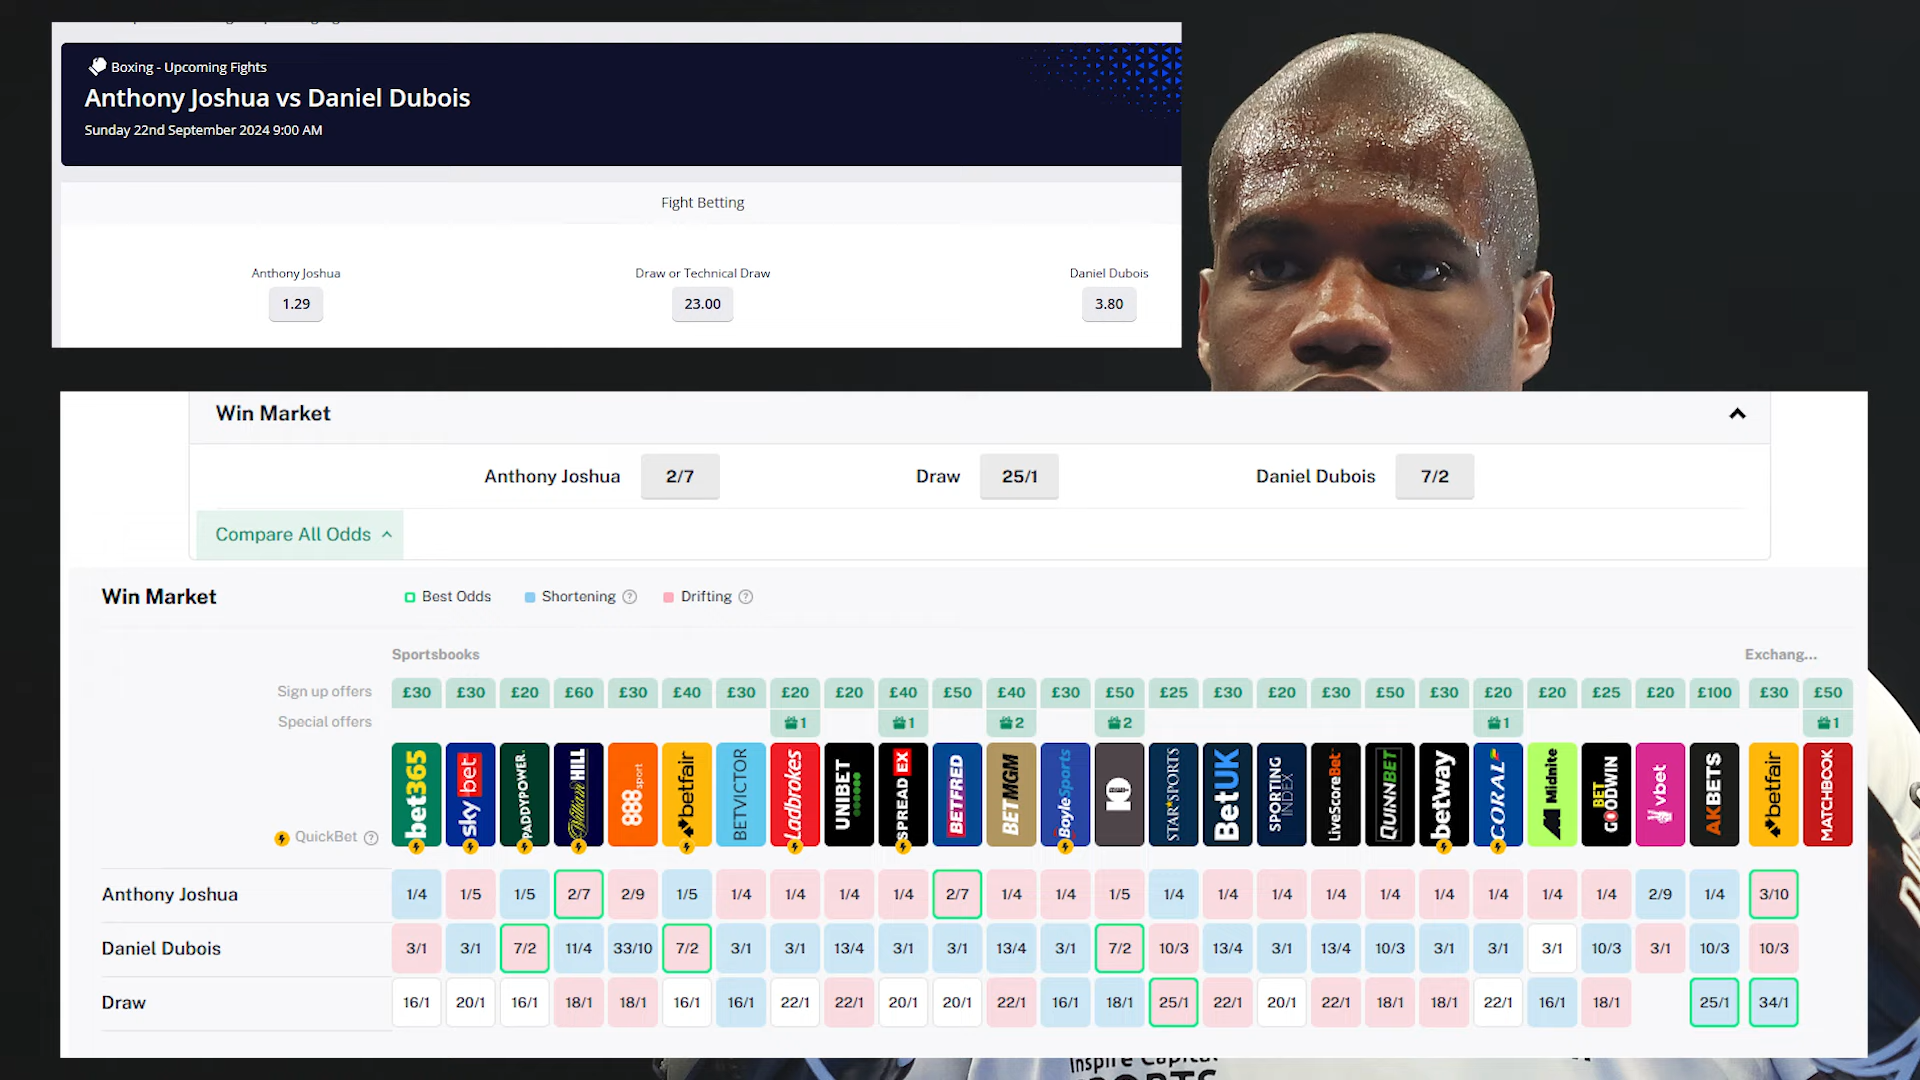 Boxing - Upcoming Fights
Anthony Joshua vs Daniel Dubois
Sunday 22nd September 2024 9:00 AM
Fight Betting
Anthony Joshua Draw or Technical Draw Daniel Dubois
1.29 23.00 3.80
Win Market
Anthony Joshua 2/7 Draw 25/1 Daniel Dubois 7/2
Compare All Odds
Win Market Best Odds Shortening ? Drifting ?
Sportsbooks Exchang...
Sign up offers £30 £30 £20 £60 £30 £40 £30 £20 £20 £40 £50 £40 £30 £50 £25 £30 £20 £30 £50 £30 £20 £20 £25 £20 £100 £30 £50
Special offers 1 1 2 2 1 1
QuickBet ? bet365 sky bet PADDYPOWER. William HILL 888sport betfair BETVICTOR Ladbrokes UNIBET SPREAD EX BETFRED BETMGM BoyleSports 10 STARSPORTS BetUK SPORTING INDEX LiveScoreBet QUINNBET betway CORAL Midnite BET GOODWIN vbet AKBETS betfair MATCHBOOK
Anthony Joshua 1/4 1/5 1/5 2/7 2/9 1/5 1/4 1/4 1/4 1/4 2/7 1/4 1/4 1/5 1/4 1/4 1/4 1/4 1/4 1/4 1/4 1/4 1/4 2/9 1/4 3/10
Daniel Dubois 3/1 3/1 7/2 11/4 33/10 7/2 3/1 3/1 13/4 3/1 3/1 13/4 3/1 7/2 10/3 13/4 3/1 13/4 10/3 3/1 3/1 3/1 10/3 3/1 10/3 10/3
Draw 16/1 20/1 16/1 18/1 18/1 16/1 16/1 22/1 22/1 20/1 20/1 22/1 16/1 18/1 25/1 22/1 20/1 22/1 18/1 18/1 22/1 16/1 18/1 25/1 34/1